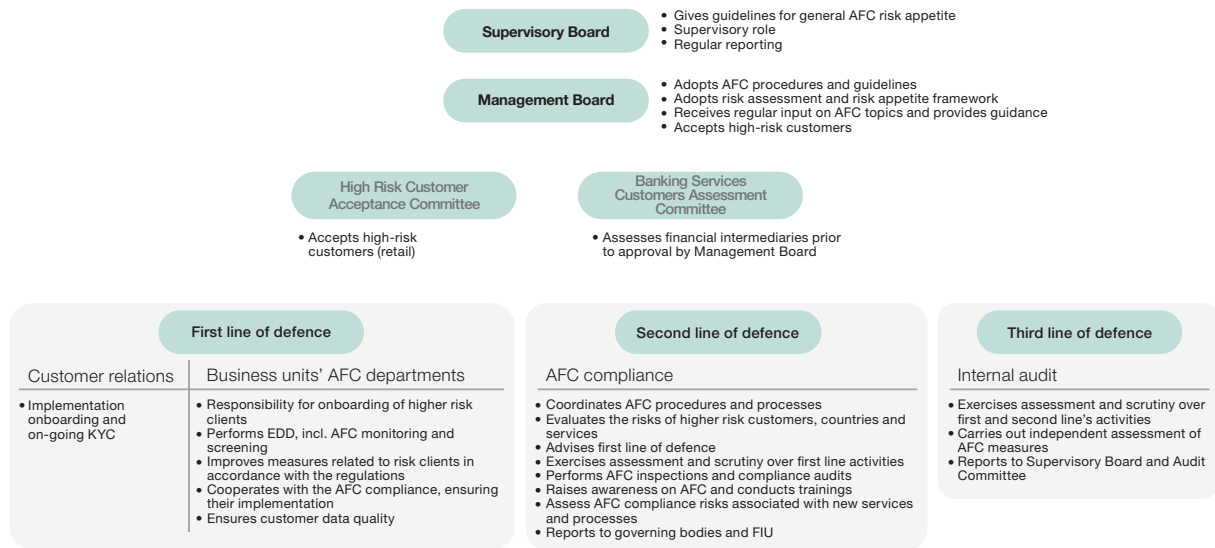 Supervisory Board
• Gives guidelines for general AFC risk appetite
• Supervisory role
• Regular reporting
Management Board
• Adopts AFC procedures and guidelines
• Adopts risk assessment and risk appetite framework
• Receives regular input on AFC topics and provides guidance
• Accepts high-risk customers
High Risk Customer
Acceptance Committee
• Accepts high-risk
customers (retail)
Banking Services
Customers Assessment
Committee
• Assesses financial intermediaries prior
to approval by Management Board
First line of defence
Customer relations
• Implementation
onboarding and
on-going KYC
Business units' AFC departments
• Responsibility for onboarding of higher risk
clients
• Performs EDD, incl. AFC monitoring and
screening
• Improves measures related to risk clients in
accordance with the regulations
• Cooperates with the AFC compliance, ensuring
their implementation
• Ensures customer data quality
Second line of defence
AFC compliance
• Coordinates AFC procedures and processes
• Evaluates the risks of higher risk customers, countries and
services
• Advises first line of defence
• Exercises assessment and scrutiny over first line activities
• Performs AFC inspections and compliance audits
• Raises awareness on AFC and conducts trainings
• Assess AFC compliance risks associated with new services
and processes
• Reports to governing bodies and FIU
Third line of defence
Internal audit
• Exercises assessment and scrutiny over
first and second line's activities
• Carries out independent assessment of
AFC measures
• Reports to Supervisory Board and Audit
Committee